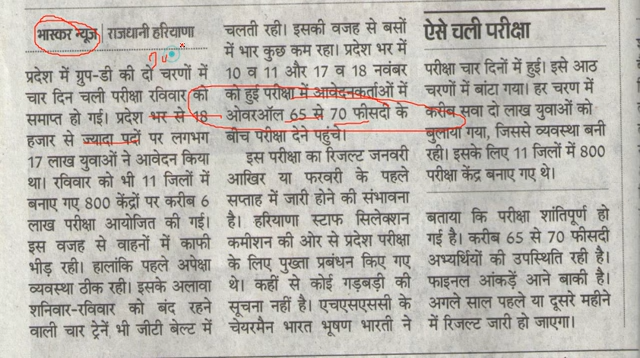 भास्कर न्यूज | राजधानी हरियाणा
प्रदेश में ग्रुप-डी की दो चरणों में
चार दिन चली परीक्षा रविवार को
समाप्त हो गई। प्रदेश भर से 18
हजार से ज्यादा पदों पर लगभग
17 लाख युवाओं ने आवेदन किया
था। रविवार को भी 11 जिलों में
बनाए गए 800 केंद्रों पर करीब 6
लाख परीक्षा आयोजित की गई।
इस वजह से वाहनों में काफी
भीड़ रही। हालांकि पहले अपेक्षा
व्यवस्था ठीक रही। इसके अलावा
शनिवार-रविवार को बंद रहने
वाली चार ट्रेनें भी जीटी बेल्ट में
चलती रही। इसकी वजह से बसों
में भार कुछ कम रहा। प्रदेश भर में
10 व 11 और 17 व 18 नवंबर
को हुई परीक्षा में आवेदनकर्ताओं में
ओवरऑल 65 से 70 फीसदी के
बीच परीक्षा देने पहुंचे।
इस परीक्षा का रिजल्ट जनवरी
आखिर या फरवरी के पहले
सप्ताह में जारी होने की संभावना
है। हरियाणा स्टाफ सिलेक्शन
कमीशन की ओर से प्रदेश परीक्षा
के लिए पुख्ता प्रबंधन किए गए
थे। कहीं से कोई गड़बड़ी की
सूचना नहीं है। एचएसएससी के
चेयरमैन भारत भूषण भारती ने
ऐसे चली परीक्षा
परीक्षा चार दिनों में हुई। इसे आठ
चरणों में बांटा गया। हर चरण में
करीब सवा दो लाख युवाओं को
बुलाया गया, जिससे व्यवस्था बनी
रही। इसके लिए 11 जिलों में 800
परीक्षा केंद्र बनाए गए थे।
बताया कि परीक्षा शांतिपूर्ण हो
गई है। करीब 65 से 70 फीसदी
अभ्यर्थियों की उपस्थिति रही है।
फाइनल आंकड़ें आने बाकी है।
अगले साल पहले या दूसरे महीने
में रिजल्ट जारी हो जाएगा।